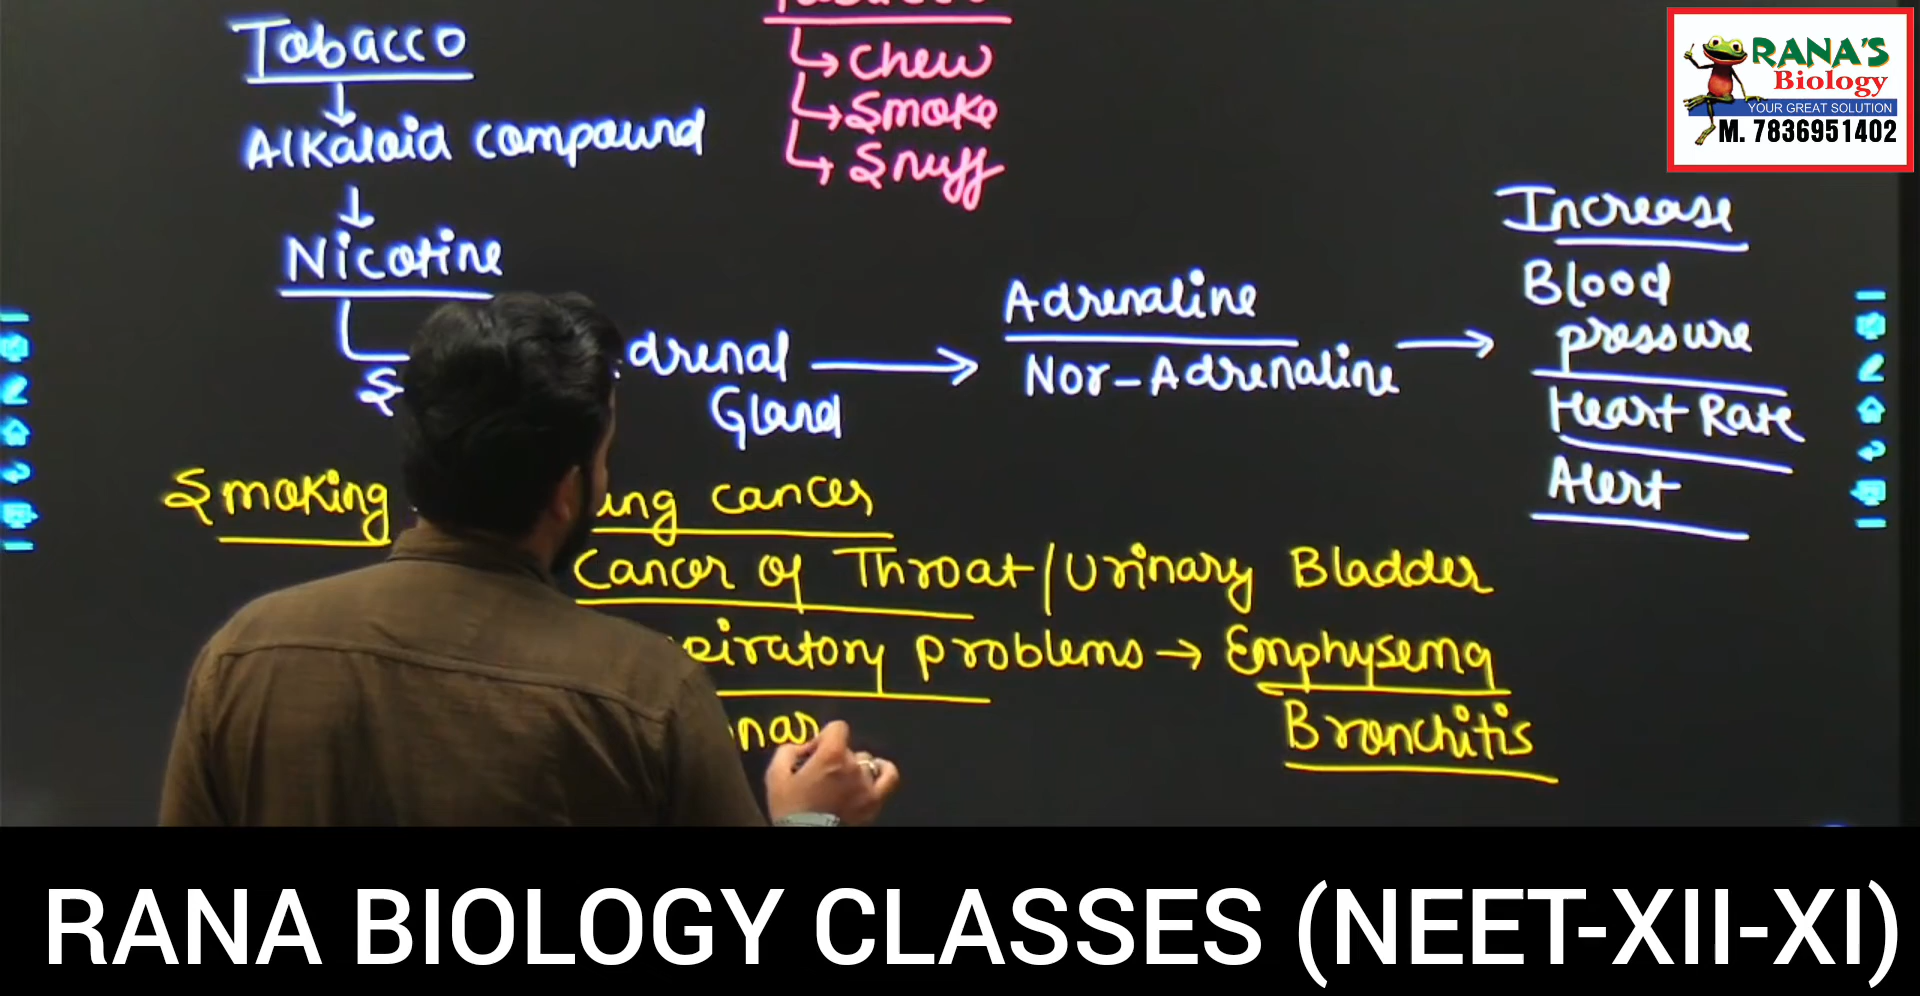 Tobacco
Alkaloid compound
Nicotine
Chew
Smoke
Snuff
drenal
Gland
Adrenaline
Nor-Adrenaline
Increase
Blood
pressure
Heart Rate
Alert
Smoking ung cancer
Cancer of Throat/Urinary Bladder
piratory problems → Emphysema
Bronchitis
RANA'S
Biology
YOUR GREAT SOLUTION
M. 7836951402
RANA BIOLOGY CLASSES (NEET-XII-XI)